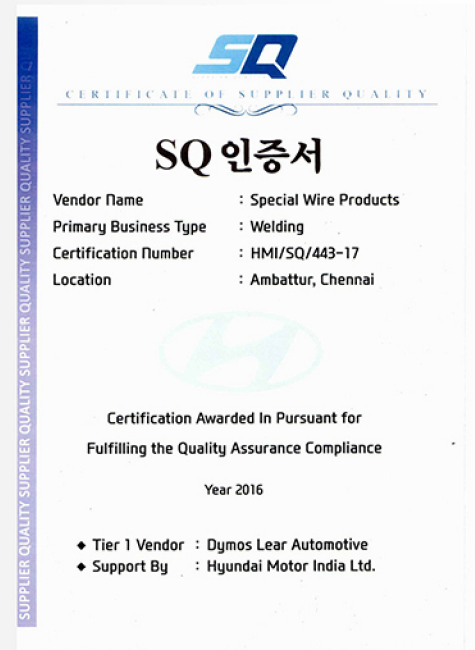 SQ
CERTIFICATE OF SUPPLIER QUALITY
SQ 인증서
Vendor Name : Special Wire Products
Primary Business Type : Welding
Certification Number : HMI/SQ/443-17
Location : Ambattur, Chennai
Certification Awarded In Pursuant for
Fulfilling the Quality Assurance Compliance
Year 2016
◆ Tier 1 Vendor : Dymos Lear Automotive
◆ Support By : Hyundai Motor India Ltd.
SUPPLIER QUALITY SUPPLIER QUALITY SUPPLIER QUALITY SUPPLIER QUALITY SUPPLIER